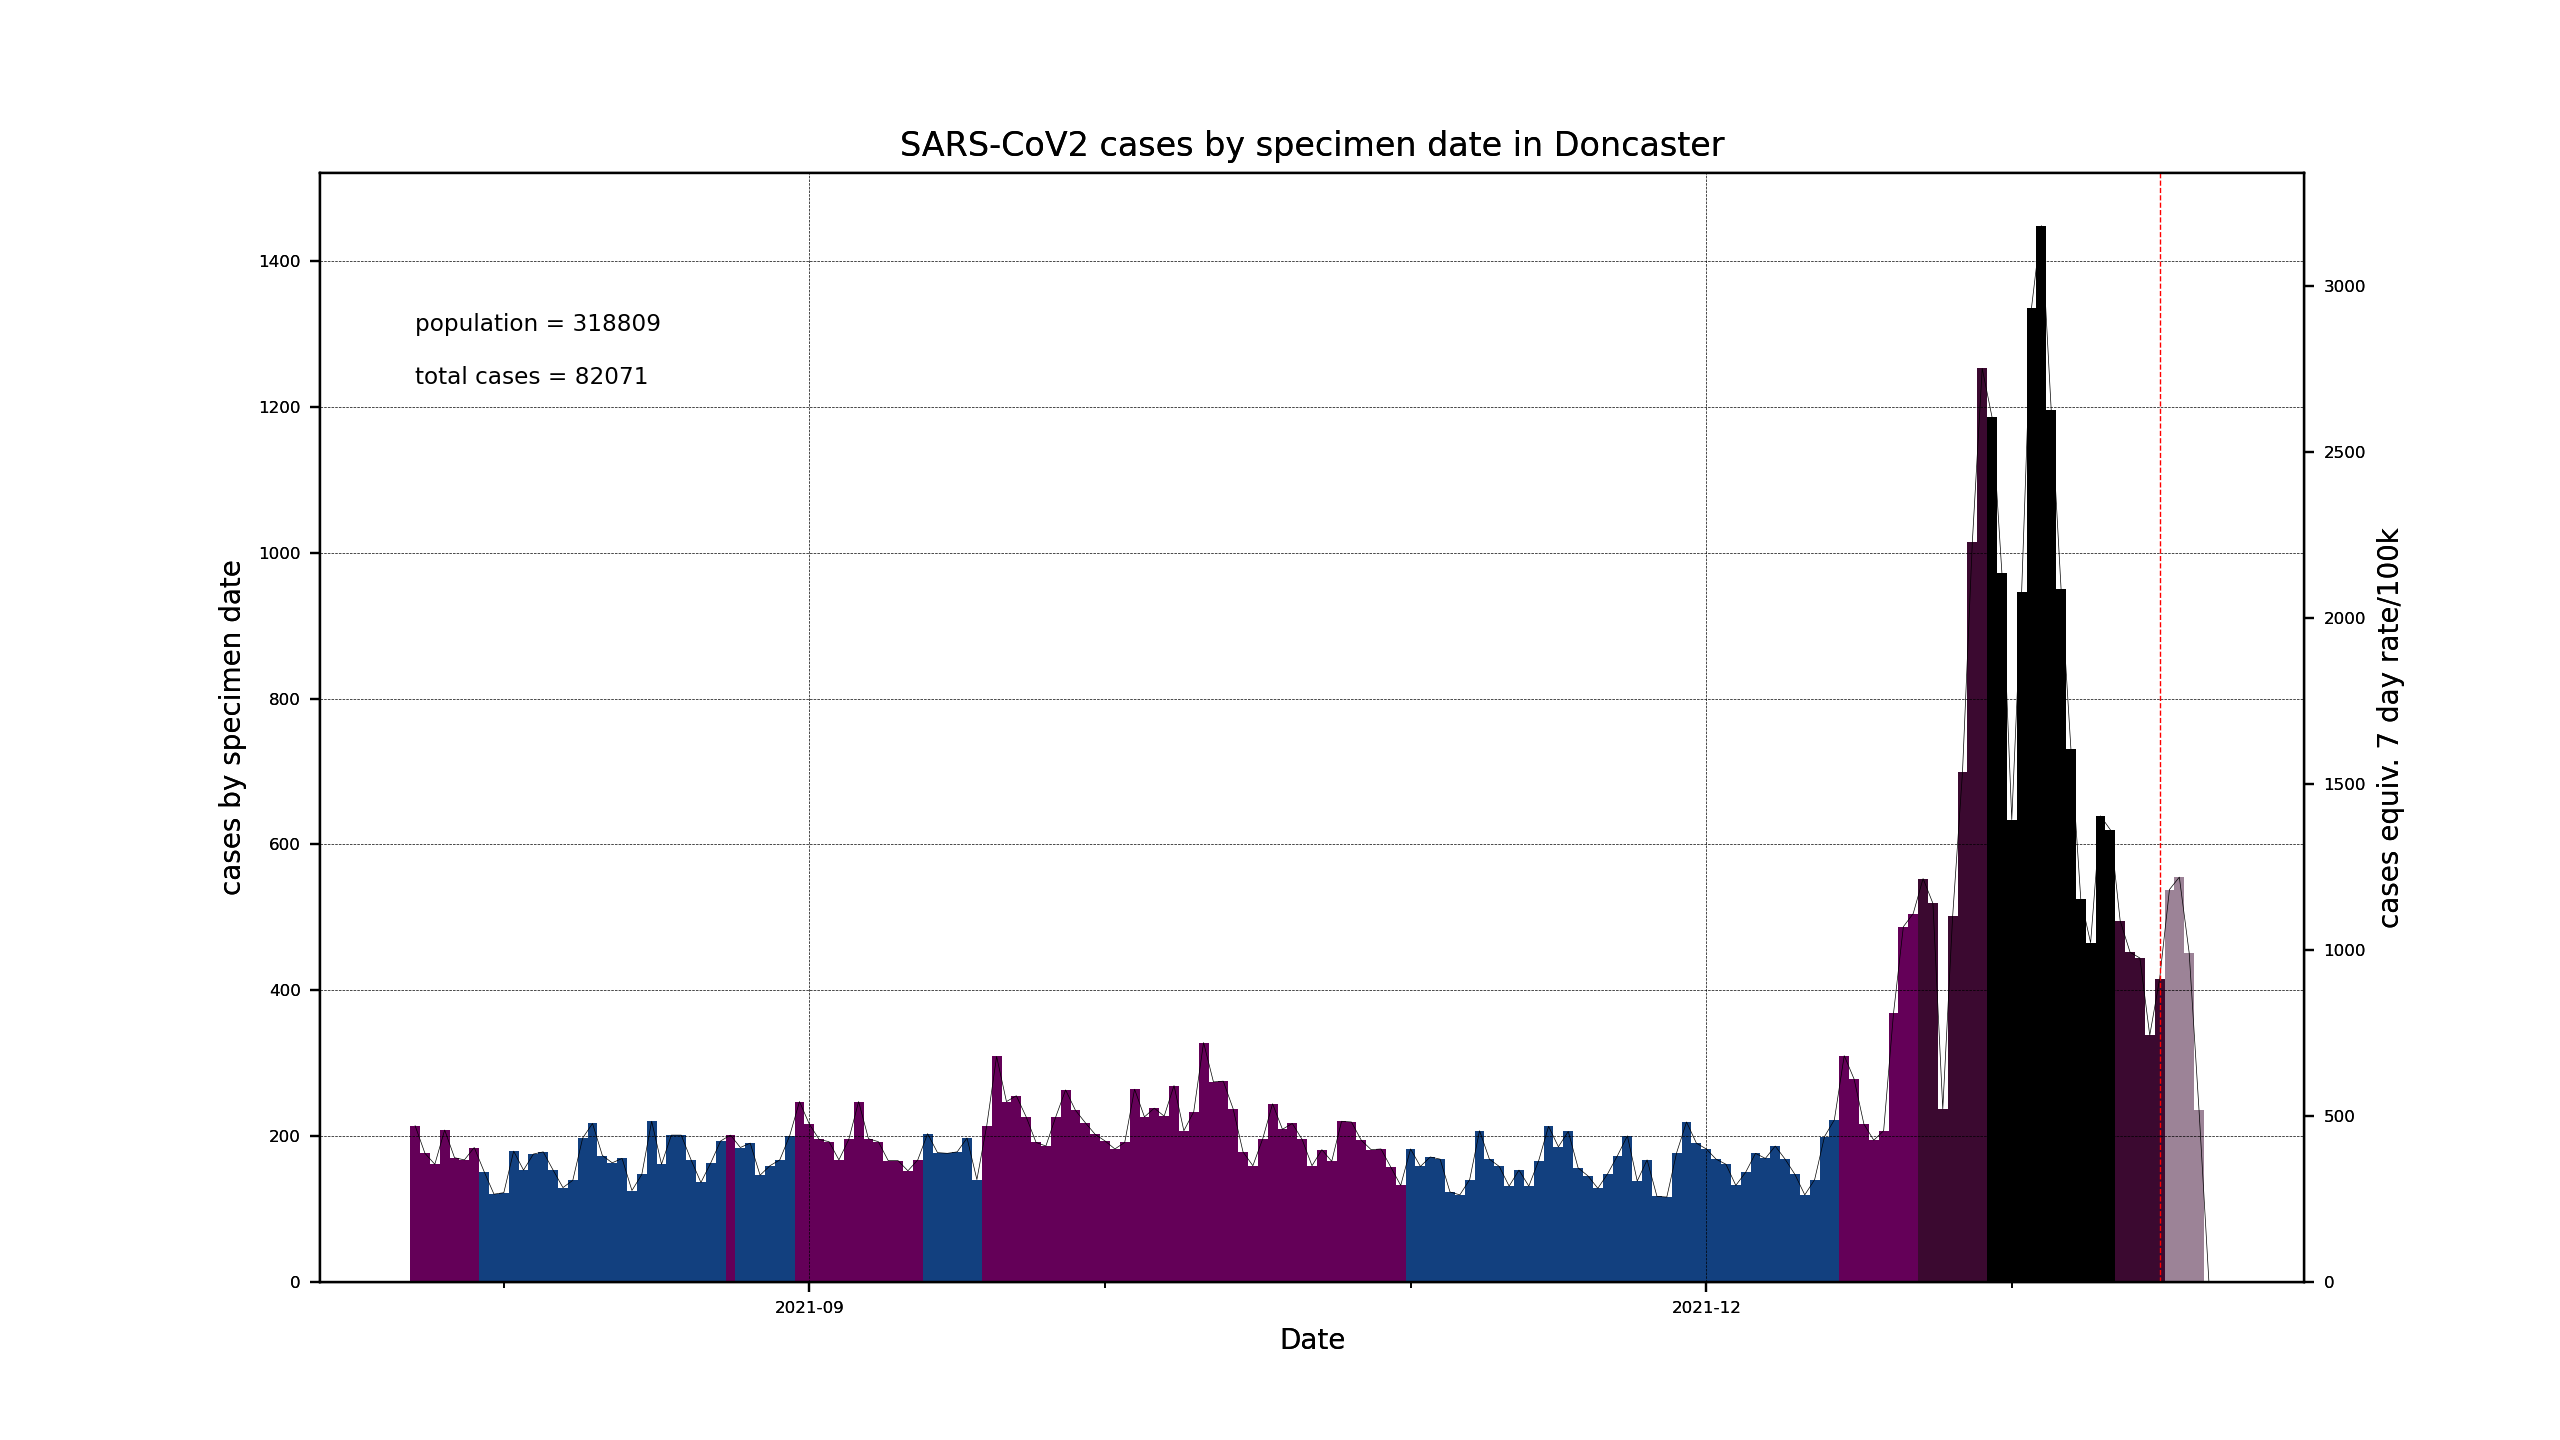 SARS-CoV2 cases by specimen date in Doncaster
population = 318809
total cases = 82071
cases by specimen date
1400
1200
1000
800
600
400
200
0
3000
2500
2000
1500
1000
500
0
cases equiv. 7 day rate/100k
2021-09
2021-12
Date